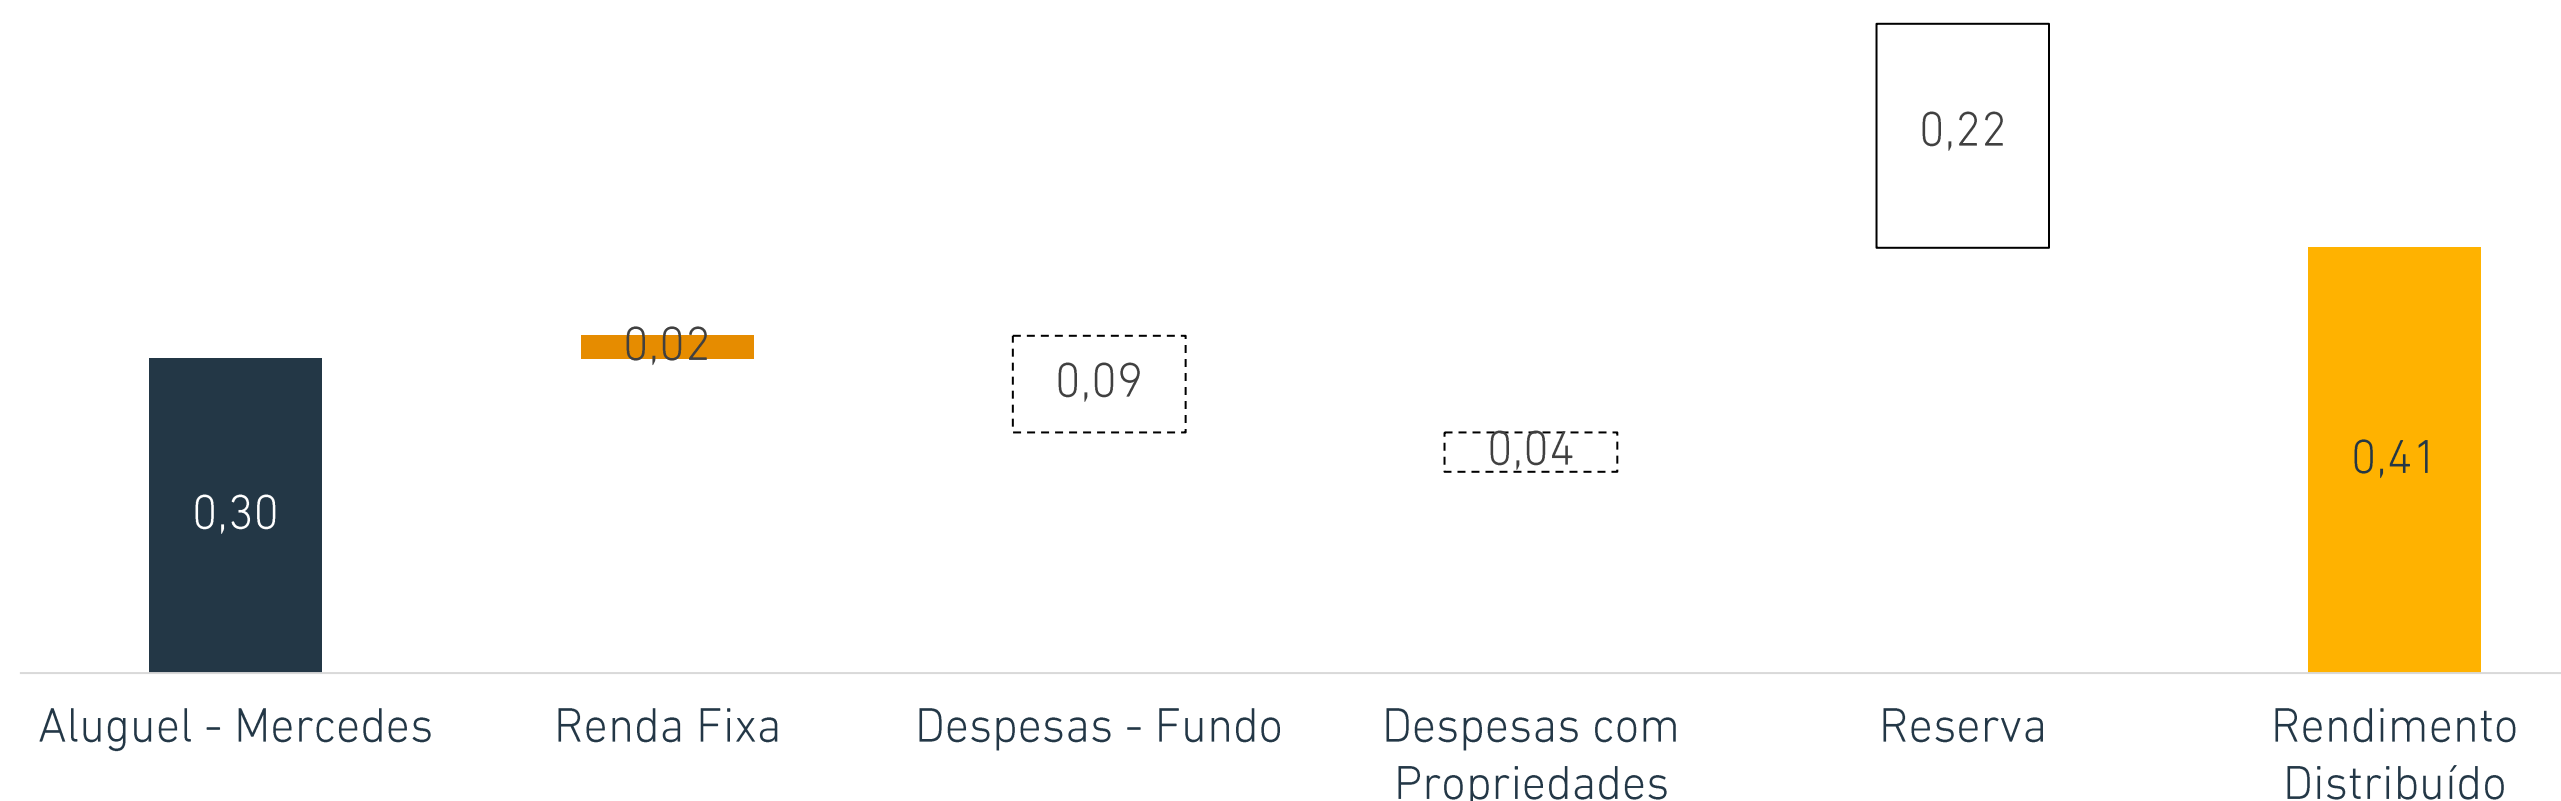 0,22
0,02
0,09
0,04
0,41
0,30
Aluguel - Mercedes
Renda Fixa
Despesas - Fundo
Despesas com
Propriedades
Reserva
Rendimento
Distribuído